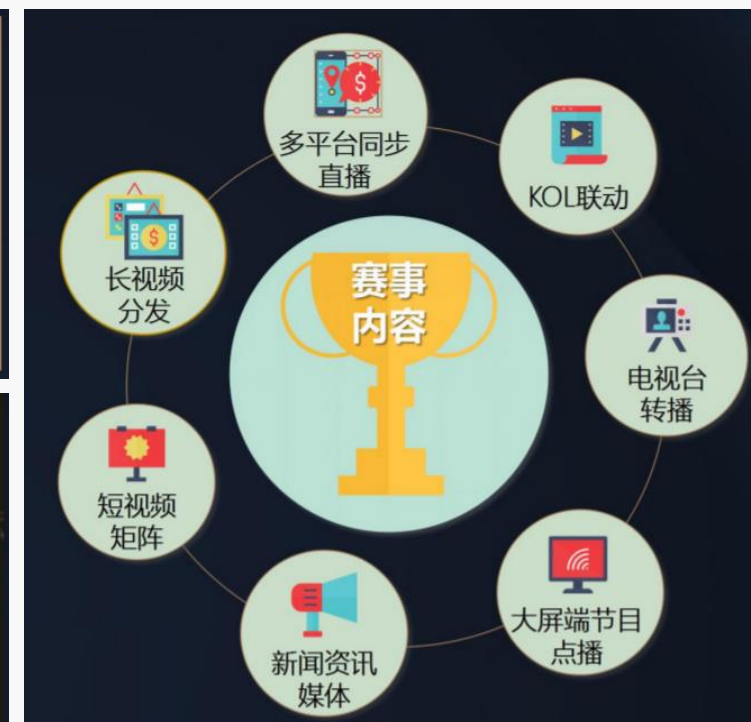 多平台同步
直播
KOL联动
长视频
分发
赛事
内容
电视台
转播
短视频
矩阵
大屏端节目
点播
新闻资讯
媒体